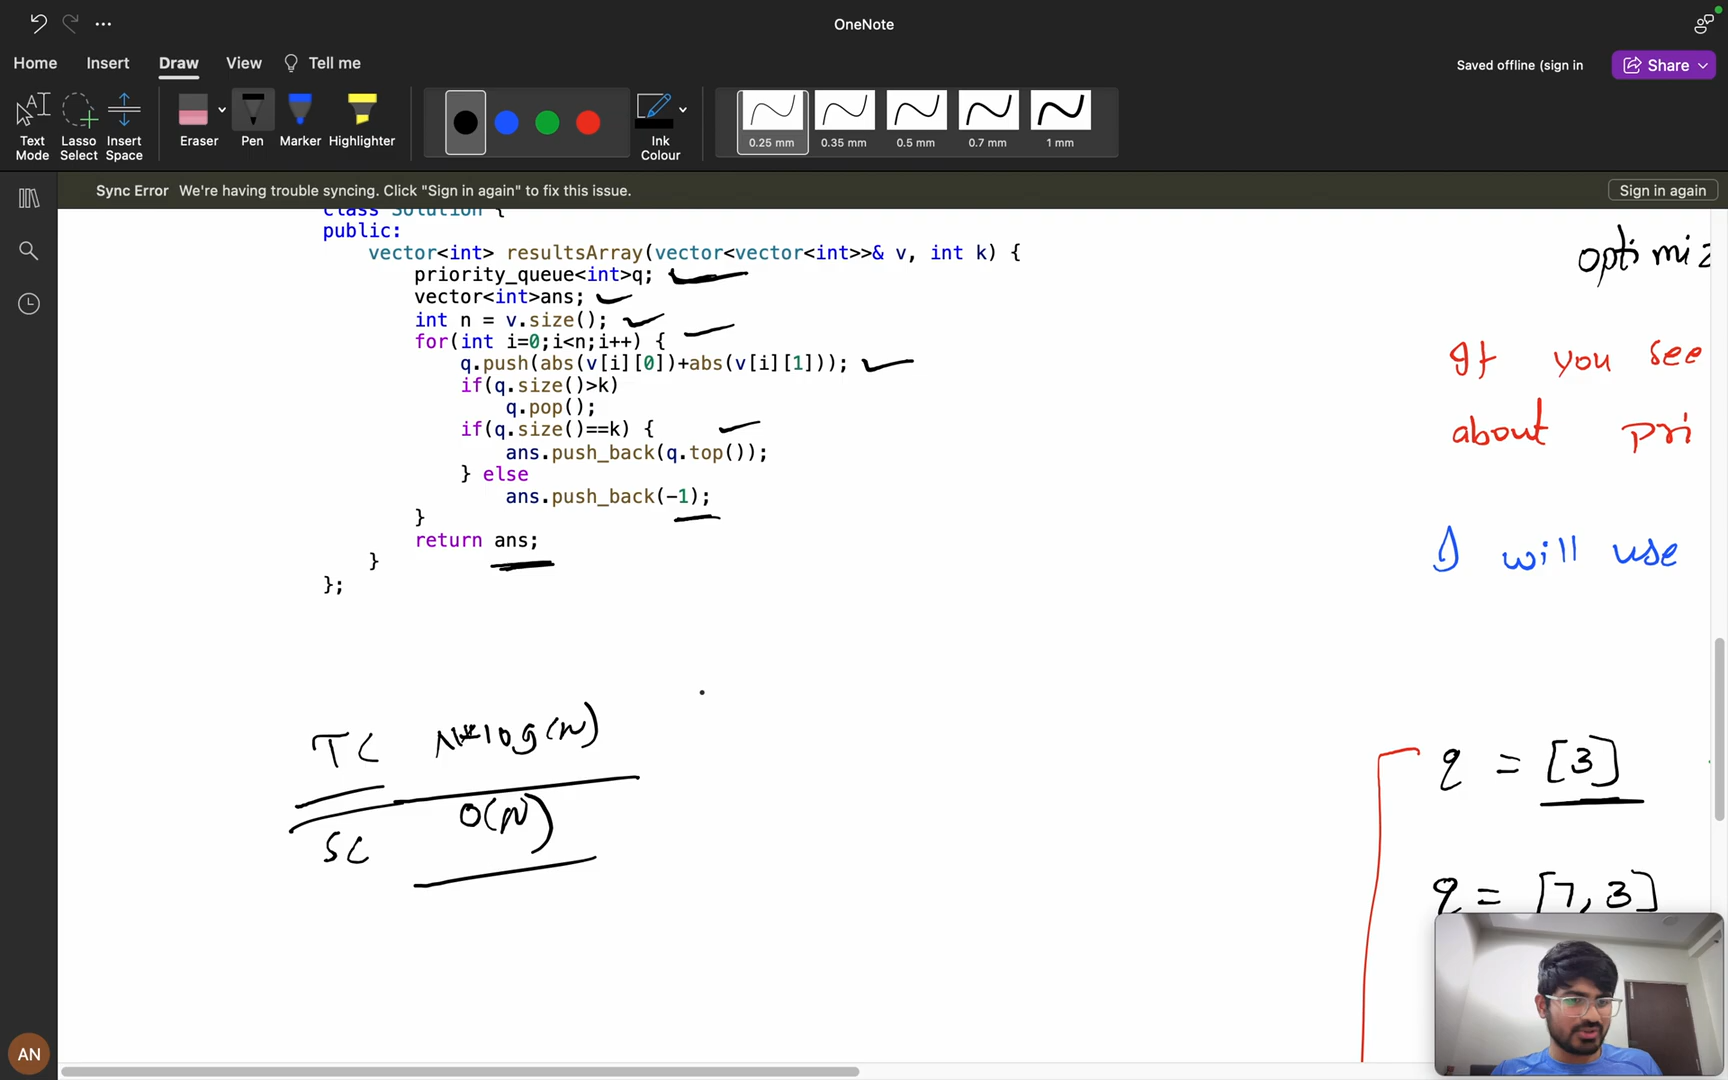 OneNote
Home Insert Draw View Tell me
Saved offline (sign in
Share
Text Mode
Lasso Select
Insert Space
Eraser
Pen
Marker
Highlighter
Ink Colour
0.25 mm
0.35 mm
0.5 mm
0.7 mm
1 mm
Sync Error We're having trouble syncing. Click "Sign in again" to fix this issue.
Sign in again
class Solution {
public:
vector<int> resultsArray(vector<vector<int>>& v, int k) {
priority_queue<int>q;
vector<int>ans;
int n = v.size();
for(int i=0;i<n;i++) {
q.push(abs(v[i][0])+abs(v[i][1]));
if(q.size()>k)
q.pop();
if(q.size()==k) {
ans.push_back(q.top());
} else
ans.push_back(-1);
}
return ans;
}
};
TC N*log(N)
SC O(N)
optimiz
If you see
about pri
I will use
q = [3]
q = [7,3]
AN